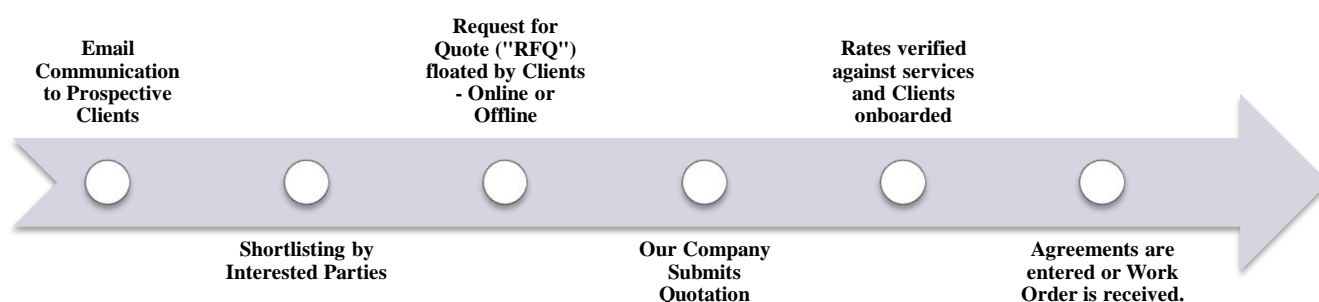 Email
Communication
to Prospective
Clients
Shortlisting by
Interested Parties
Request for
Quote ("RFQ")
floated by Clients
- Online or
Offline
Our Company
Submits
Quotation
Rates verified
against services
and Clients
onboarded
Agreements are
entered or Work
Order is received.